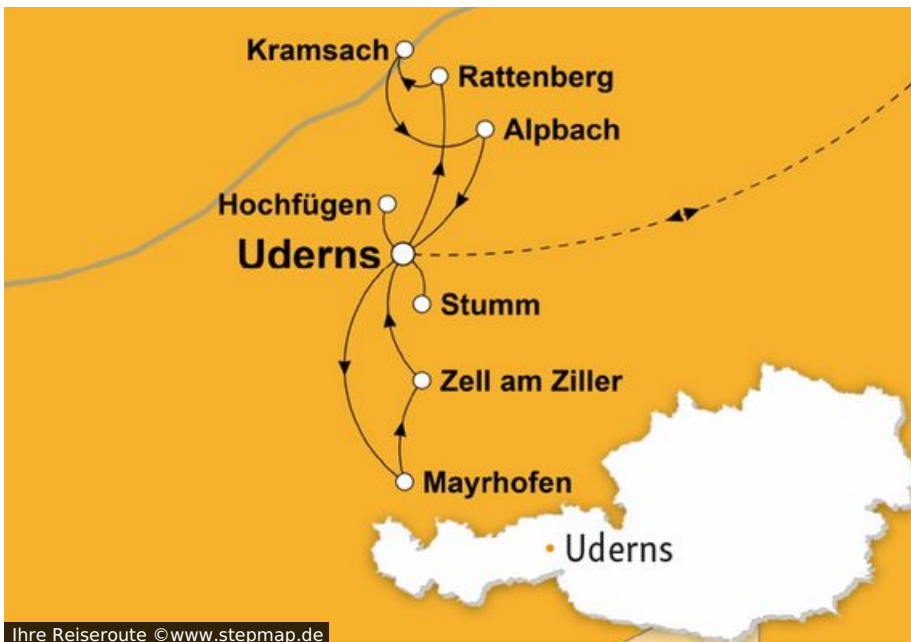 Kramsach
Rattenberg
Alpbach
Hochfügen
Uderns
Stumm
Zell am Ziller
Mayrhofen
Uderns
Ihre Reiseroute ©www.stepmap.de